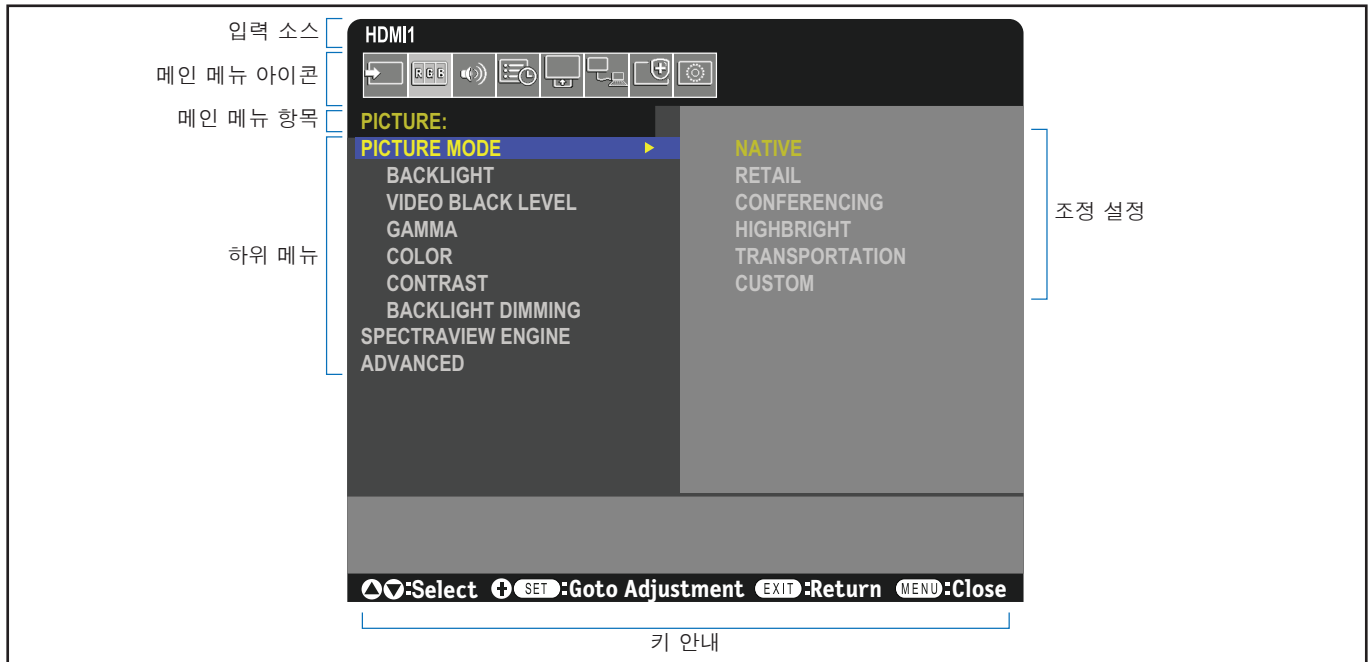 입력 소스
HDMI1
메인 메뉴 아이콘
RGB
메인 메뉴 항목
PICTURE:
하위 메뉴
PICTURE MODE
BACKLIGHT
VIDEO BLACK LEVEL
GAMMA
COLOR
CONTRAST
BACKLIGHT DIMMING
SPECTRAVIEW ENGINE
ADVANCED
NATIVE
RETAIL
CONFERENCING
HIGHBRIGHT
TRANSPORTATION
CUSTOM
조정 설정
:Select SET:Goto Adjustment EXIT:Return MENU:Close
키 안내